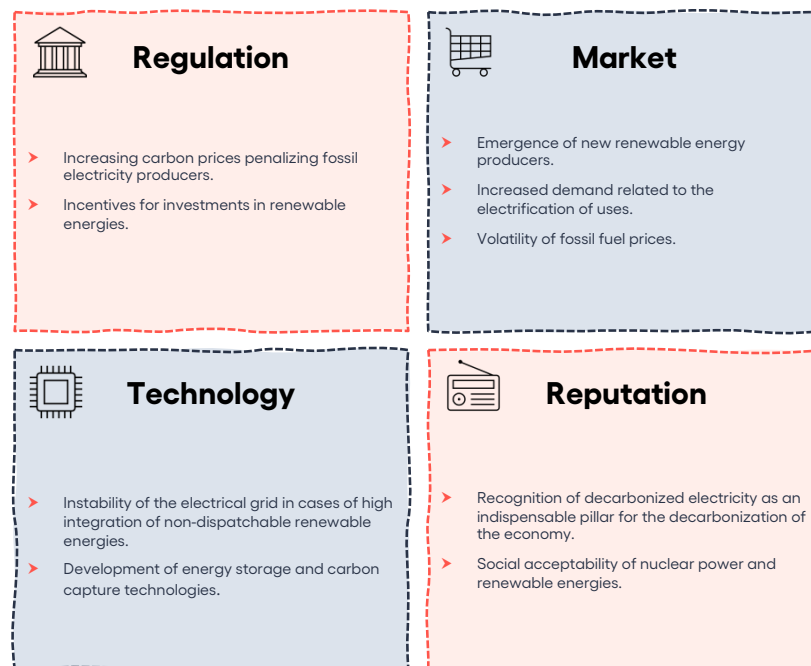 Regulation
Increasing carbon prices penalizing fossil
electricity producers.
Incentives for investments in renewable
energies.
Market
Emergence of new renewable energy
producers.
Increased demand related to the
electrification of uses.
Volatility of fossil fuel prices.
Technology
Instability of the electrical grid in cases of high
integration of non-dispatchable renewable
energies.
Development of energy storage and carbon
capture technologies.
Reputation
Recognition of decarbonized electricity as an
indispensable pillar for the decarbonization of
the economy.
Social acceptability of nuclear power and
renewable energies.